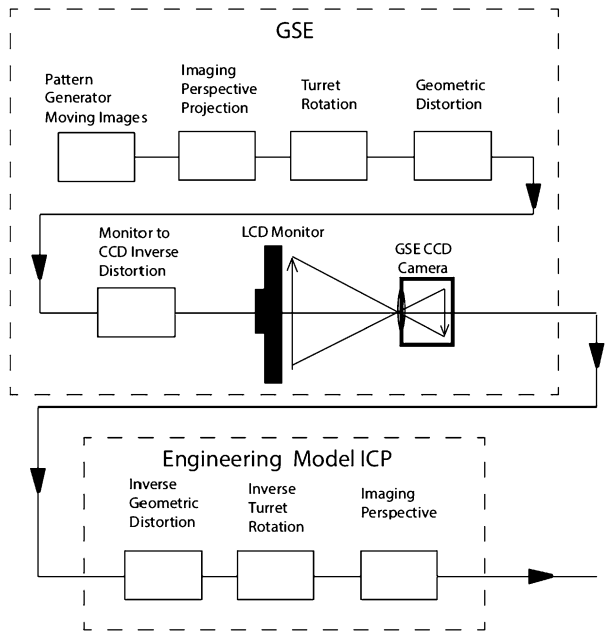 GSE
Pattern
Generator
Moving Images
Imaging
Perspective
Projection
Turret
Rotation
Geometric
Distortion
Monitor to
CCD Inverse
Distortion
LCD Monitor
GSE CCD
Camera
Engineering Model ICP
Inverse
Geometric
Distortion
Inverse
Turret
Rotation
Imaging
Perspective